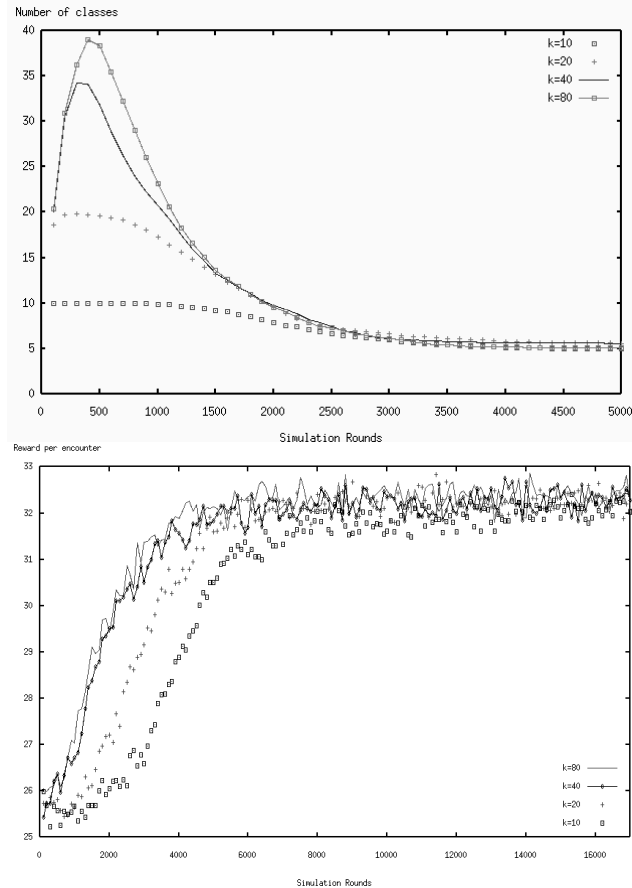 Number of classes
40
35
30
25
20
15
10
5
0
k=10
k=20
k=40
k=80
0 500 1000 1500 2000 2500 3000 3500 4000 4500 5000
Simulation Rounds
Reward per encounter
33
32
31
30
29
28
27
26
25
k=80
k=40
k=20
k=10
0 2000 4000 6000 8000 10000 12000 14000 16000
Simulation Rounds